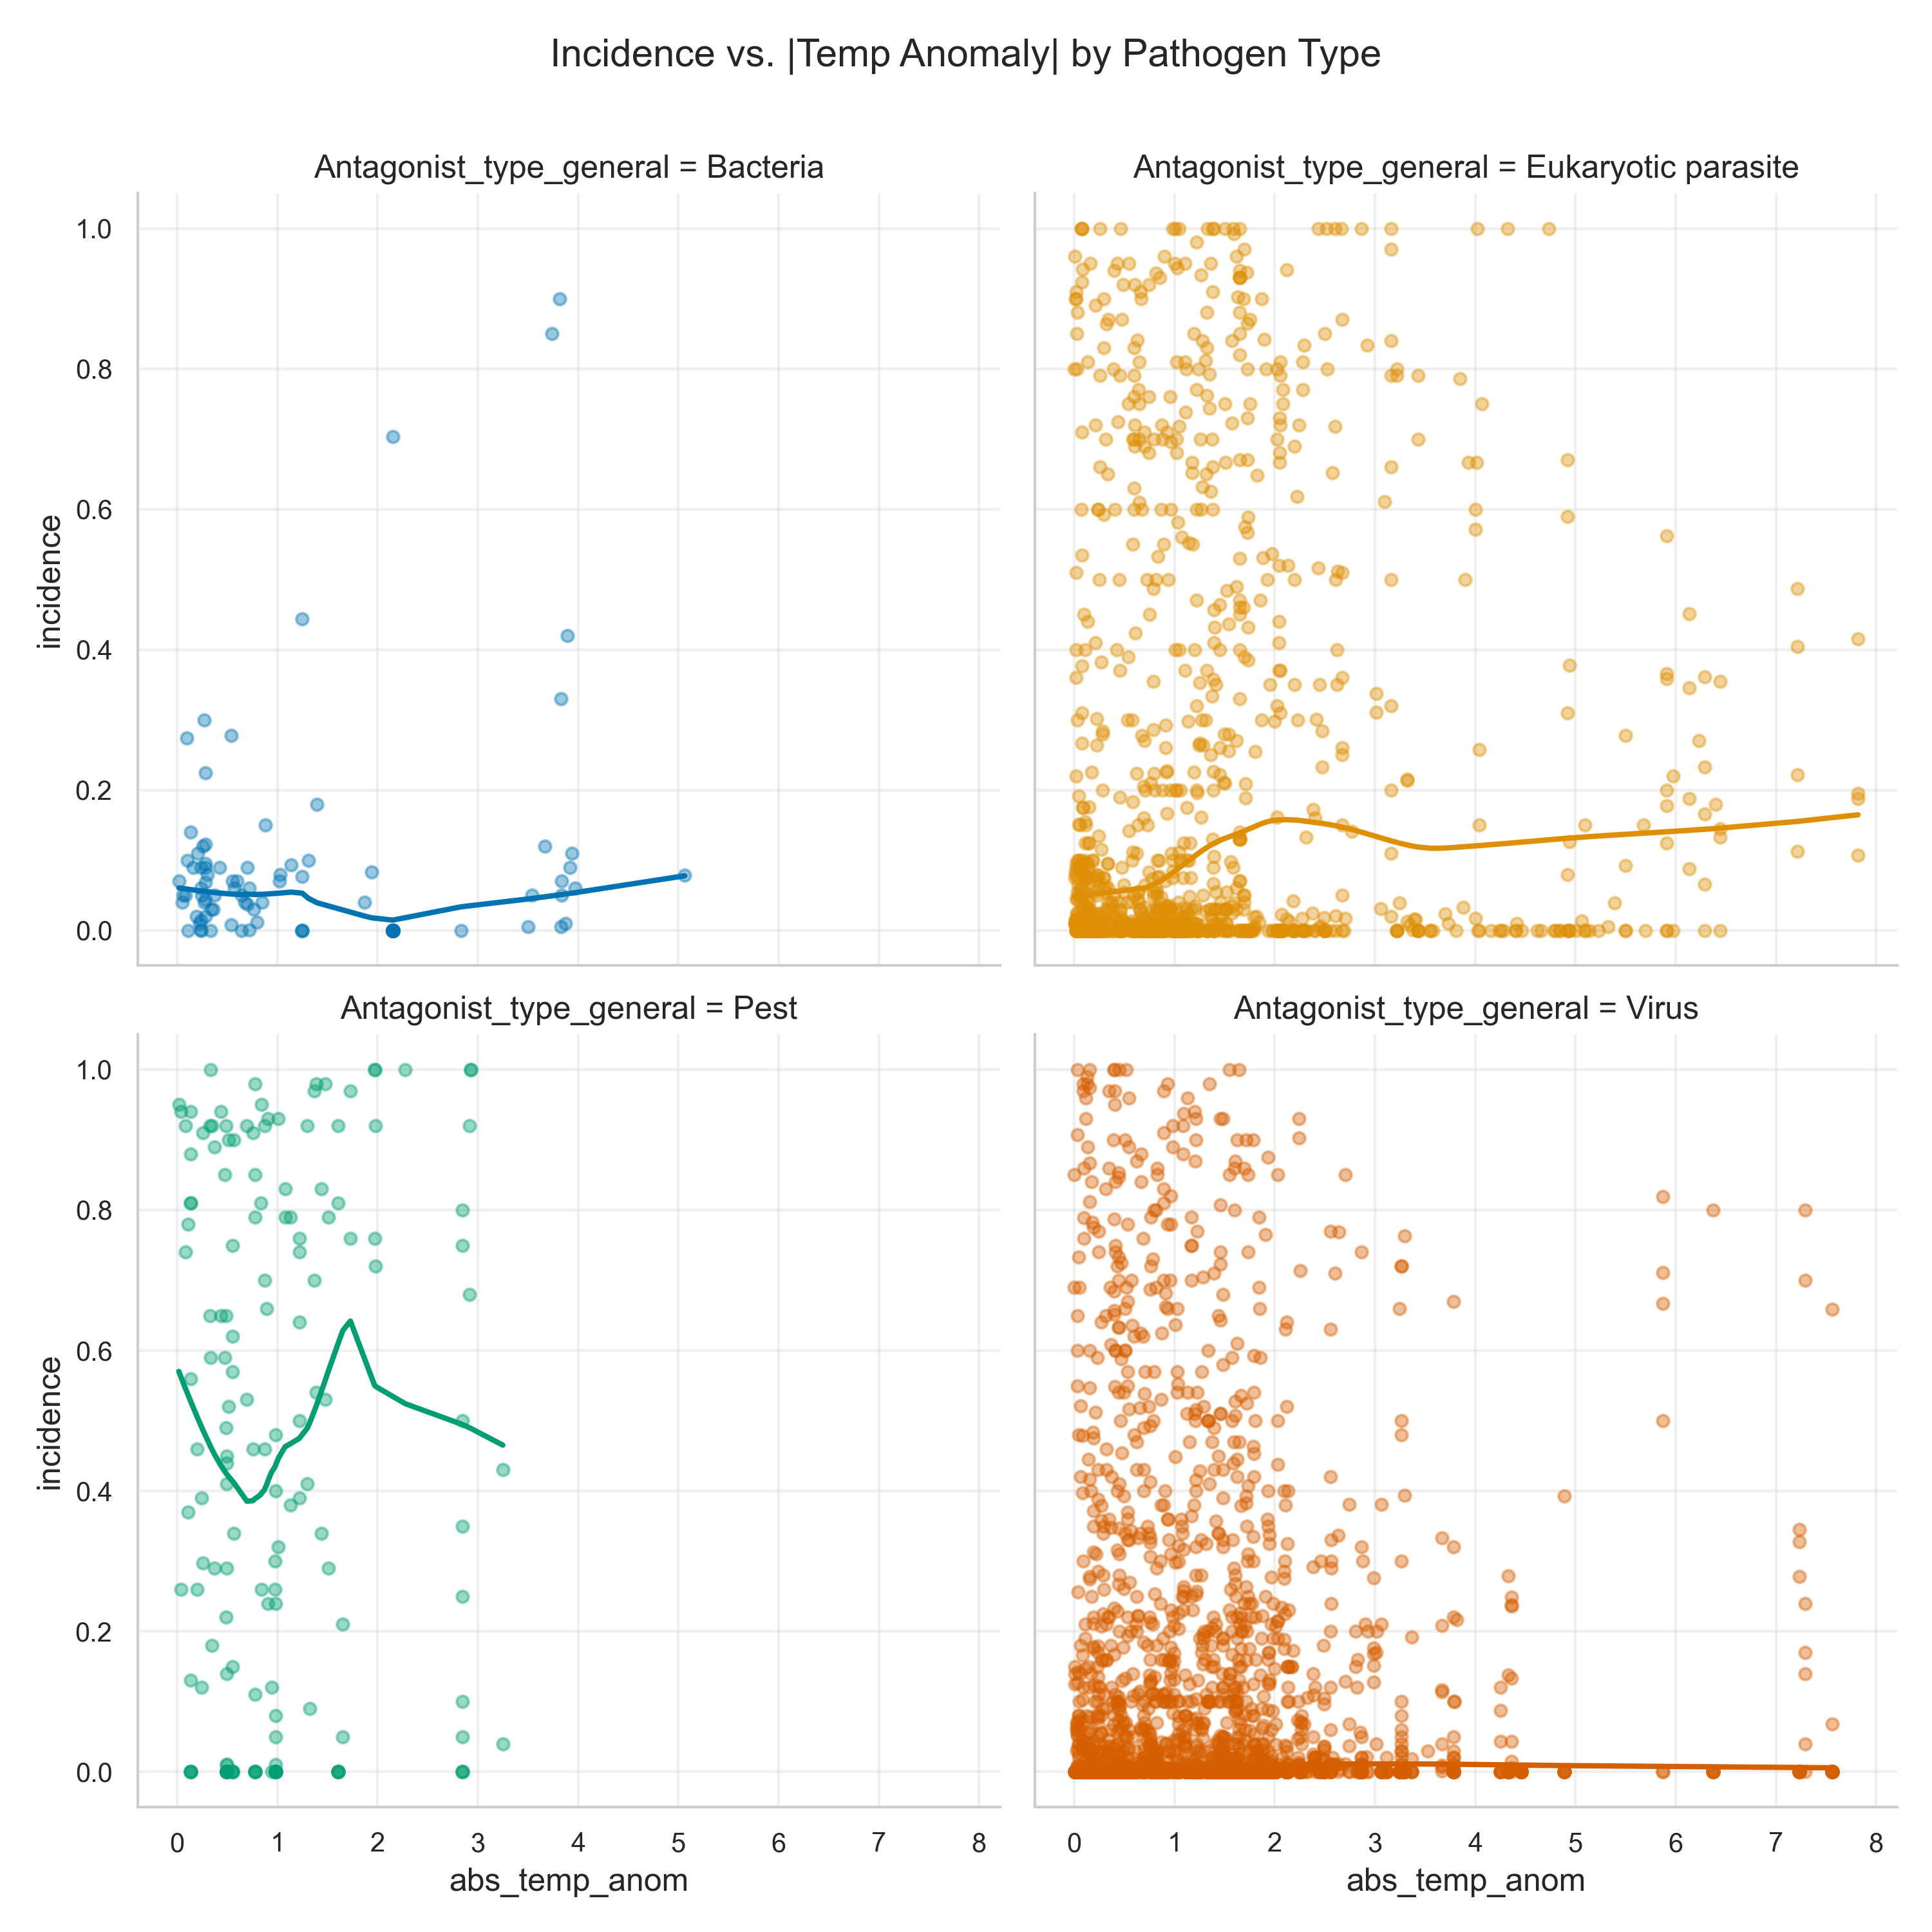 Incidence vs. |Temp Anomaly| by Pathogen Type
Antagonist_type_general = Bacteria
Antagonist_type_general = Eukaryotic parasite
1.0
0.8
0.6
0.4
0.2
0.0
incidence
Antagonist_type_general = Pest
Antagonist_type_general = Virus
1.0
0.8
0.6
0.4
0.2
0.0
incidence
0 1 2 3 4 5 6 7 8
0 1 2 3 4 5 6 7 8
abs_temp_anom
abs_temp_anom